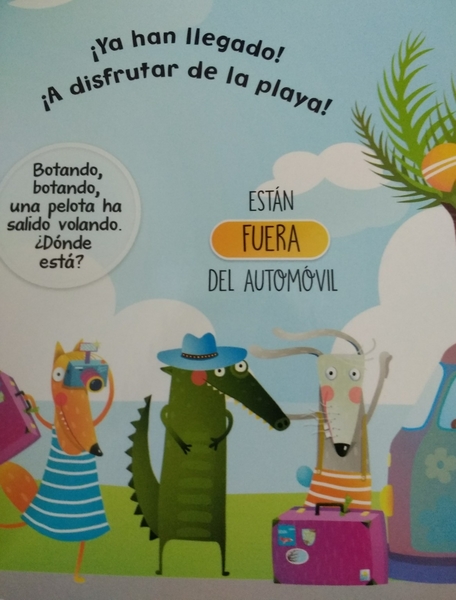 ¡Ya han llegado!
¡A disfrutar de la playa!
Botando,
botando,
una pelota ha
salido volando.
¿Dónde
está?
ESTÁN
FUERA
DEL AUTOMÓVIL